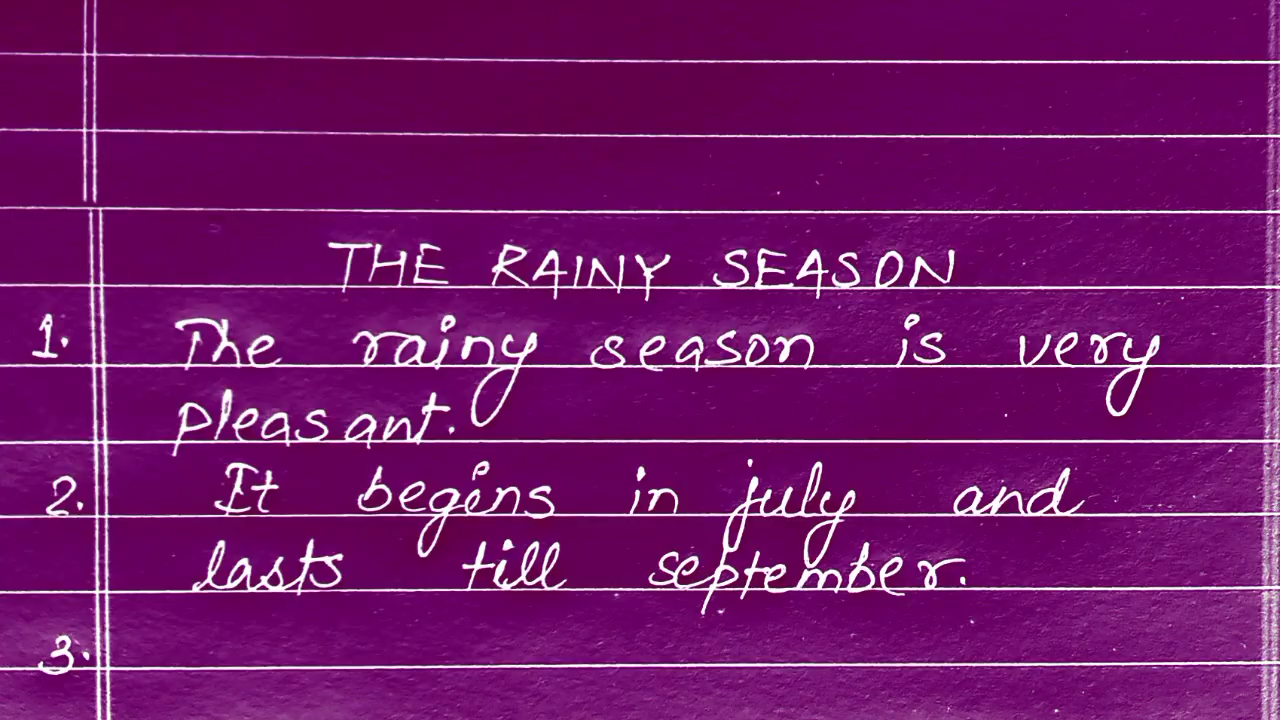 THE RAINY SEASON
1. The rainy season is very
pleasant.
2. It begins in july and
lasts till september.
3.